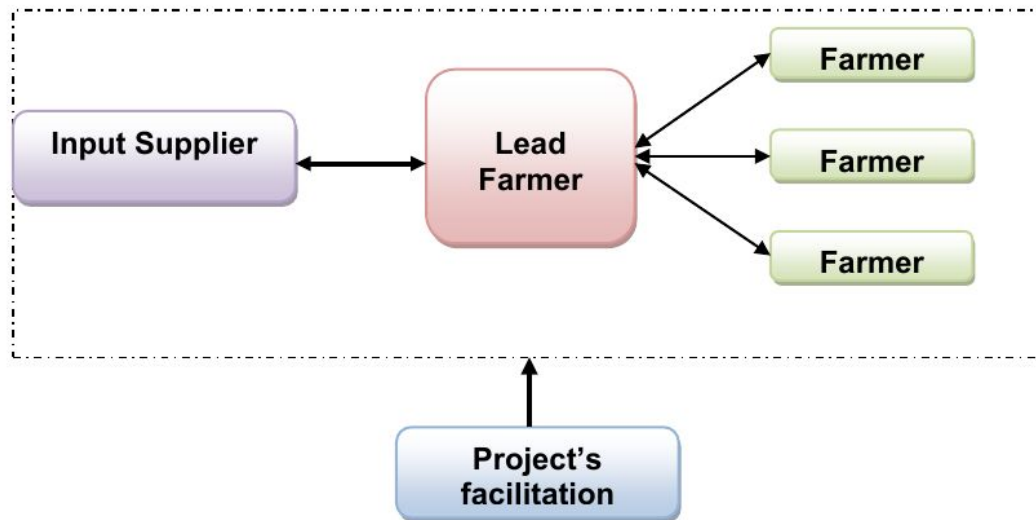 Input Supplier
Lead
Farmer
Farmer
Farmer
Farmer
Project’s
facilitation